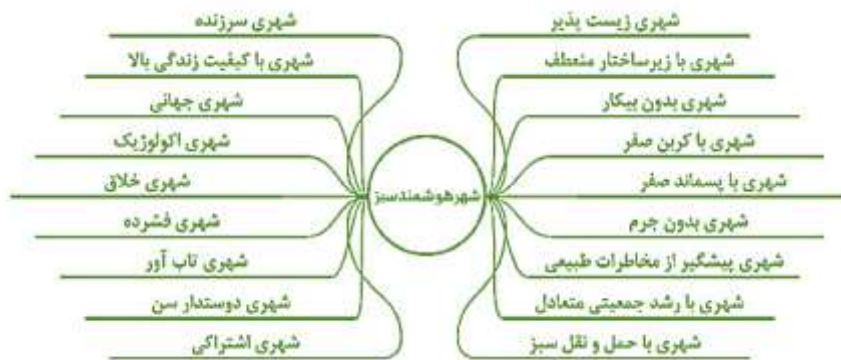 شهری زیست پذیر
شهری با زیرساختار منعطف
شهری بدون بیکار
شهری با کربن صفر
شهری با پسماند صفر
شهری بدون جرم
شهری پیشگیر از مخاطرات طبیعی
شهری با رشد جمعیتی متعادل
شهری با حمل و نقل سبز
شهرهوشمندسبز
شهری سرزنده
شهری با کیفیت زندگی بالا
شهری جهانی
شهری اکولوژیک
شهری خلاق
شهری فشرده
شهری تاب آور
شهری دوستدار سن
شهری اشتراکی